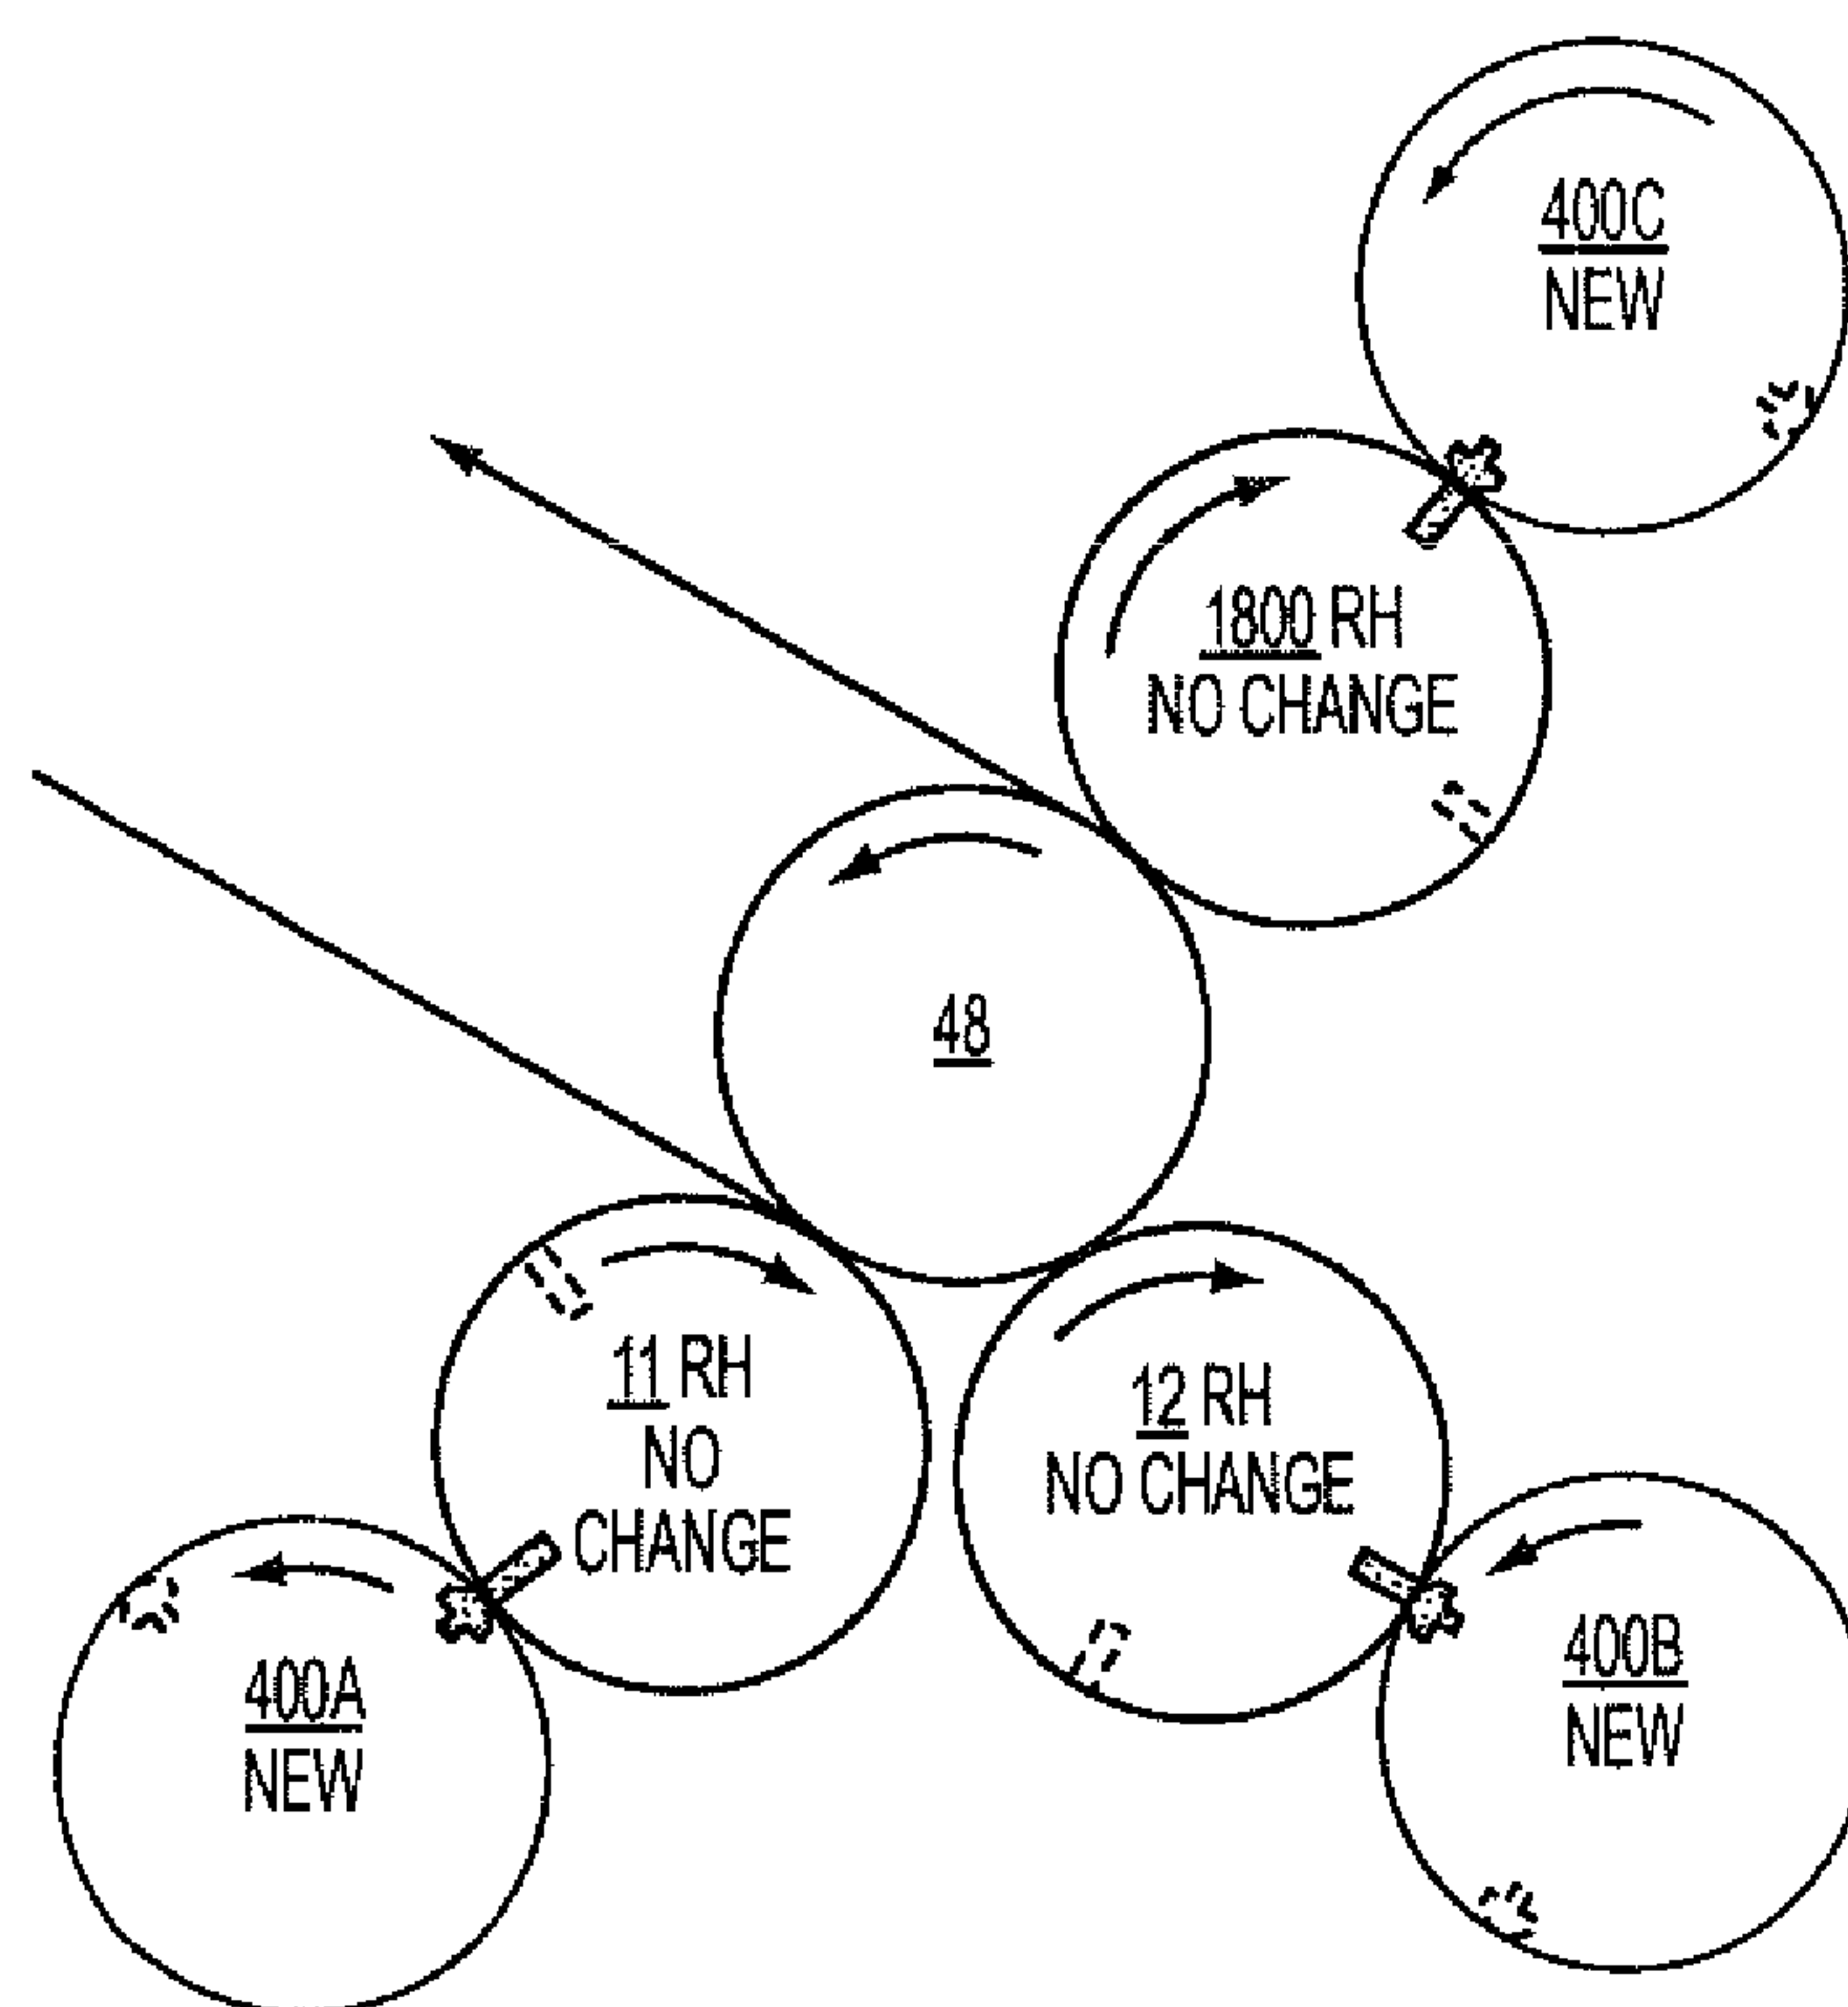 400C
NEW
1800 RH
NO CHANGE
48
11 RH
NO
CHANGE
12 RH
NO CHANGE
400A
NEW
400B
NEW